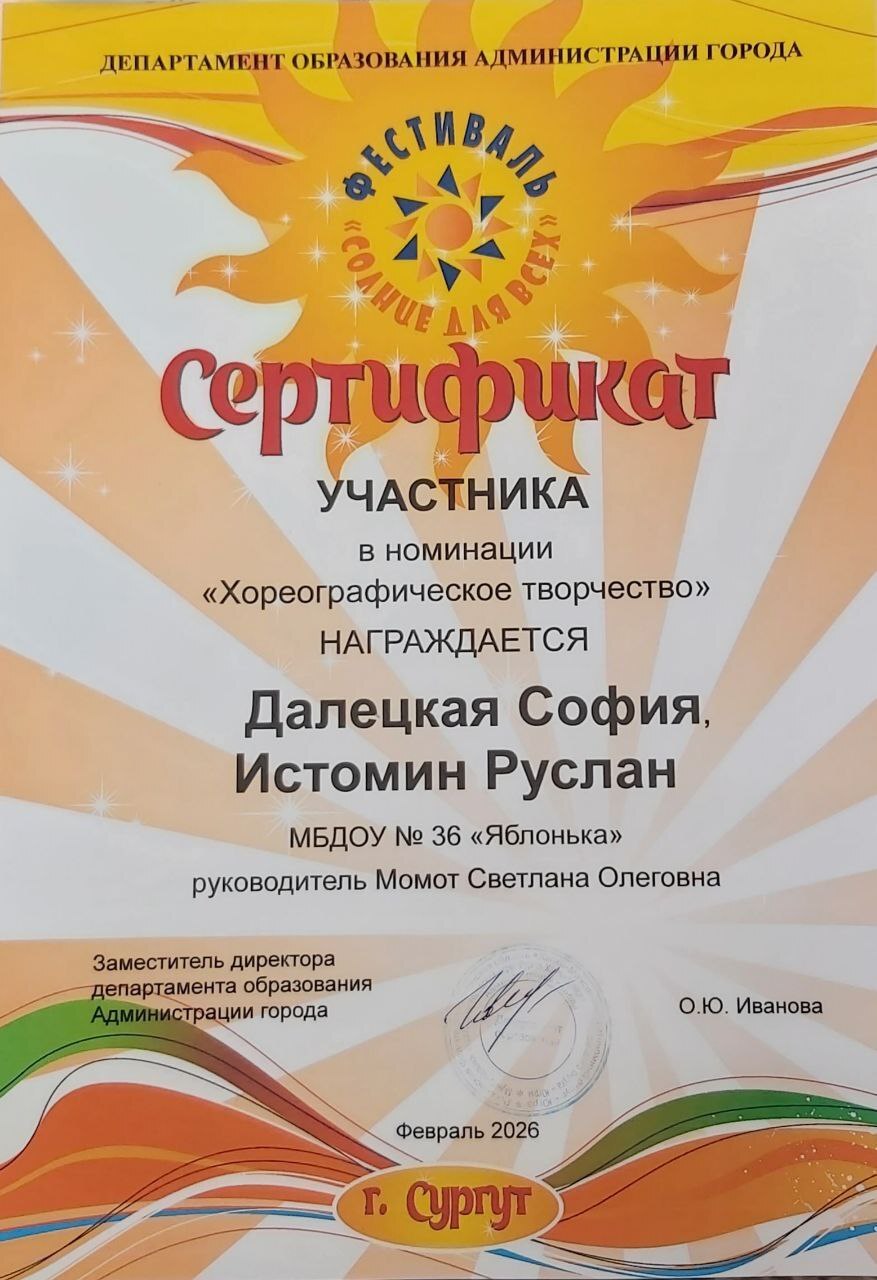 ДЕПАРТАМЕНТ ОБРАЗОВАНИЯ АДМИНИСТРАЦИИ ГОРОДА
ФЕСТИВАЛЬ
«СОЛНЦЕ ДЛЯ ВСЕХ»
Сертификат
УЧАСТНИКА
в номинации
«Хореографическое творчество»
НАГРАЖДАЕТСЯ
Далецкая София,
Истомин Руслан
МБДОУ № 36 «Яблонька»
руководитель Момот Светлана Олеговна
Заместитель директора
департамента образования
Администрации города
О.Ю. Иванова
Февраль 2026
г. Сургут